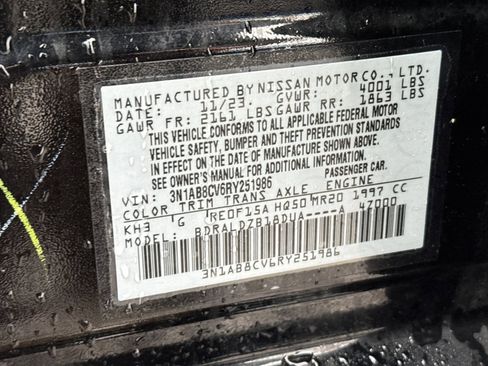 MANUFACTURED BY NISSAN MOTOR CO., LTD.
DATE: 11/23 GVWR: 4001 LBS
GAWR FR: 2161 LBS GAWR RR: 1863 LBS
THIS VEHICLE CONFORMS TO ALL APPLICABLE FEDERAL MOTOR
VEHICLE SAFETY, BUMPER AND THEFT PREVENTION STANDARDS
IN EFFECT ON THE DATE OF MANUFACTURE SHOWN ABOVE.
SEE OWNER'S MANUAL FOR ADDITIONAL INFORMATION
VIN: 3N1AB8CV6RY251986 PASSENGER CAR
COLOR TRIM TRANS AXLE ENGINE
KH3 G RE0F15A HQ50 MR20 1997 CC
MODEL: BDRALDZB18DUA----A 4Z000
3N1AB8CV6RY251986